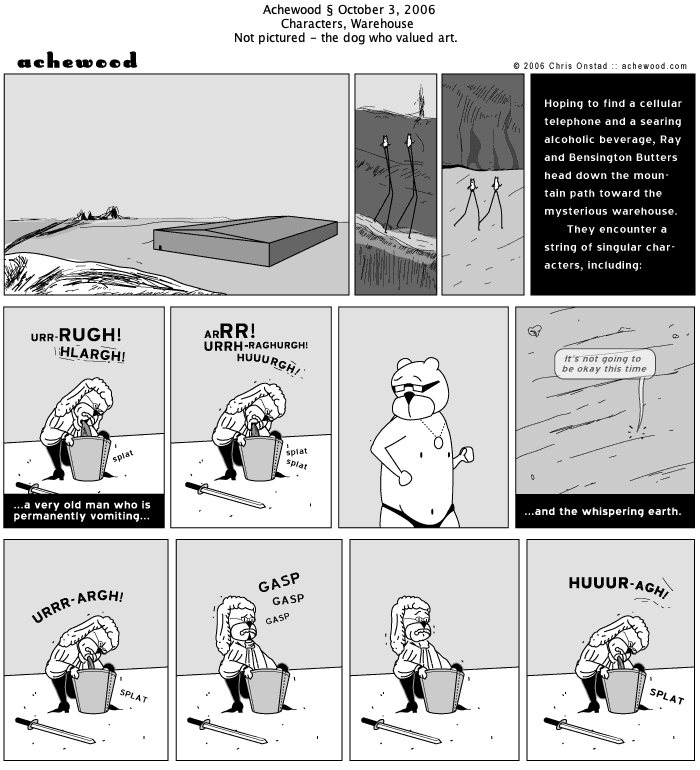 Achewood § October 3, 2006
Characters, Warehouse
Not pictured - the dog who valued art.
achewood
© 2006 Chris Onstad :: achewood.com
Hoping to find a cellular
telephone and a searing
alcoholic beverage, Ray
and Bensington Butters
head down the moun-
tain path toward the
mysterious warehouse.
They encounter a
string of singular char-
acters, including:
URR-RUGH!
HLARGH!
splat
...a very old man who is
permanently vomiting...
ARRR!
URRH-RAGHURGH!
HUUURGH!
splat
splat
It's not going to
be okay this time
...and the whispering earth.
URRR-ARGH!
SPLAT
GASP
GASP
GASP
HUUUR-AGH!
SPLAT